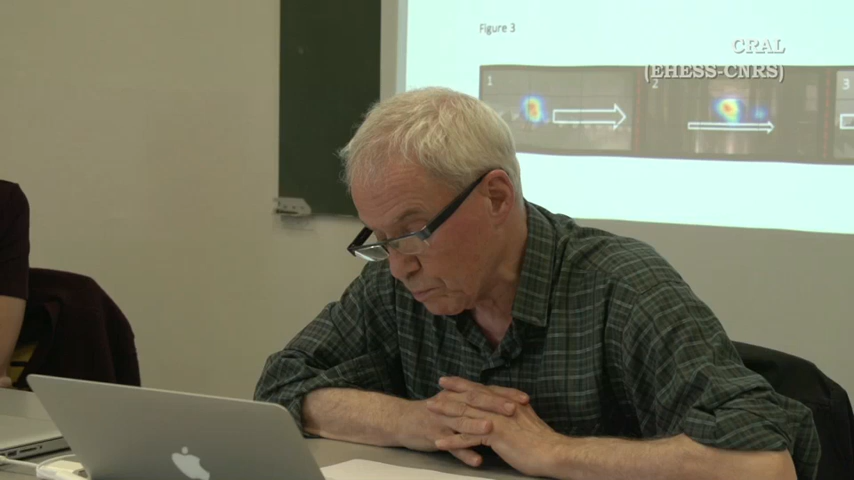 Figure 3
CRAL
(EHESS-CNRS)
1
2
3